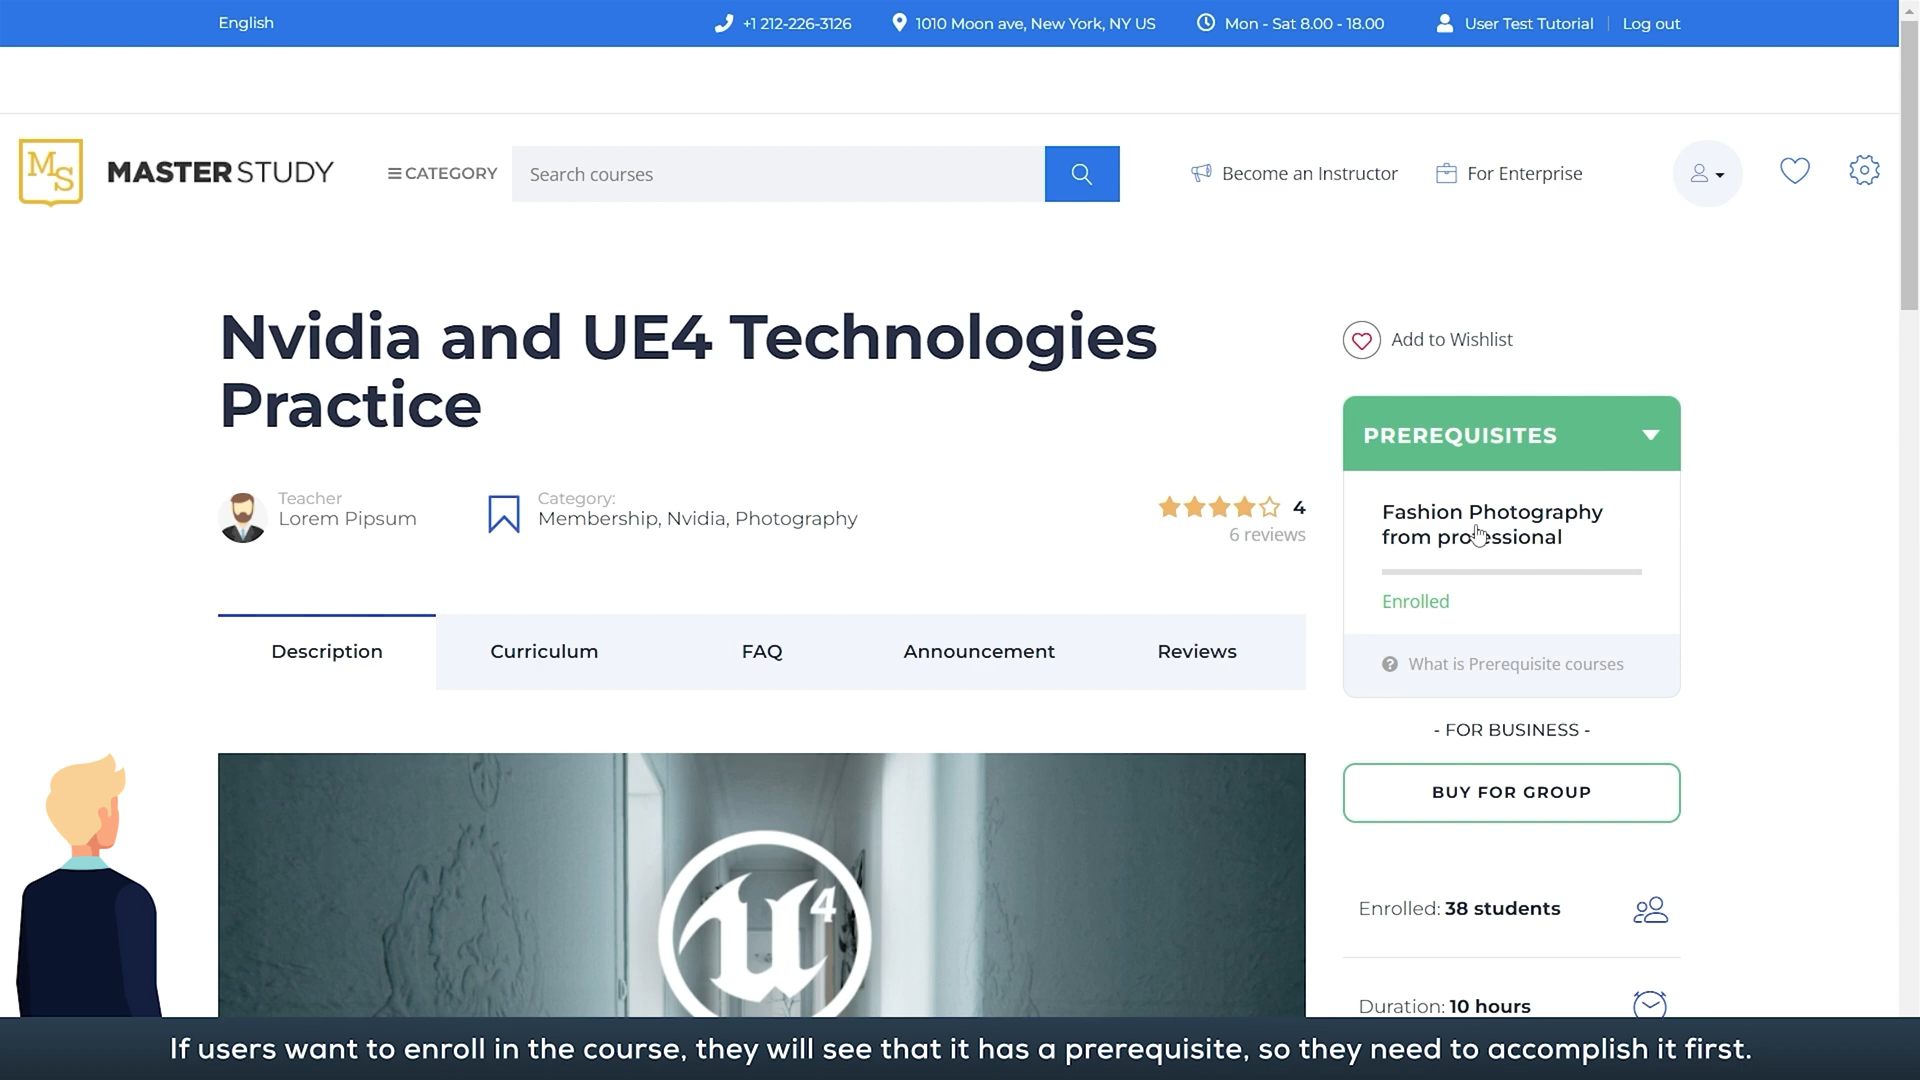 English
+1 212-226-3126
1010 Moon ave, New York, NY US
Mon - Sat 8.00 - 18.00
User Test Tutorial
Log out
MS
MASTERSTUDY
CATEGORY
Search courses
Become an Instructor
For Enterprise
Nvidia and UE4 Technologies
Practice
Add to Wishlist
PREREQUISITES
Fashion Photography
from professional
Enrolled
What is Prerequisite courses
Teacher
Lorem Pipsum
Category:
Membership, Nvidia, Photography
4
6 reviews
Description
Curriculum
FAQ
Announcement
Reviews
- FOR BUSINESS -
BUY FOR GROUP
Enrolled: 38 students
Duration: 10 hours
U4
If users want to enroll in the course, they will see that it has a prerequisite, so they need to accomplish it first.